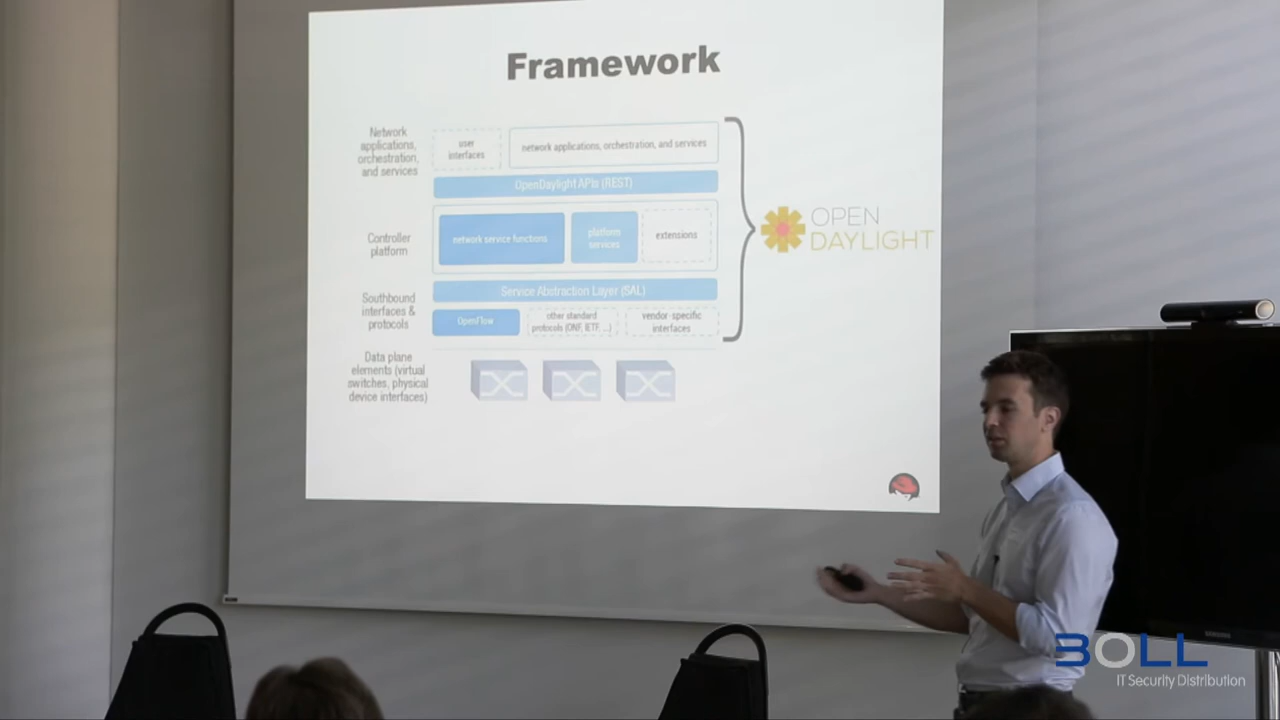 Framework
Network
applications,
orchestration,
and services
user
interfaces
network applications, orchestration, and services
OpenDaylight APIs (REST)
Controller
platform
network service functions
platform
services
extensions
Service Abstraction Layer (SAL)
Southbound
interfaces &
protocols
OpenFlow
other standard
protocols (ONF, IETF, ...)
vendor-specific
interfaces
Data plane
elements (virtual
switches, physical
device interfaces)
OPEN
DAYLIGHT
SAMSUNG
BOLL
IT Security Distribution